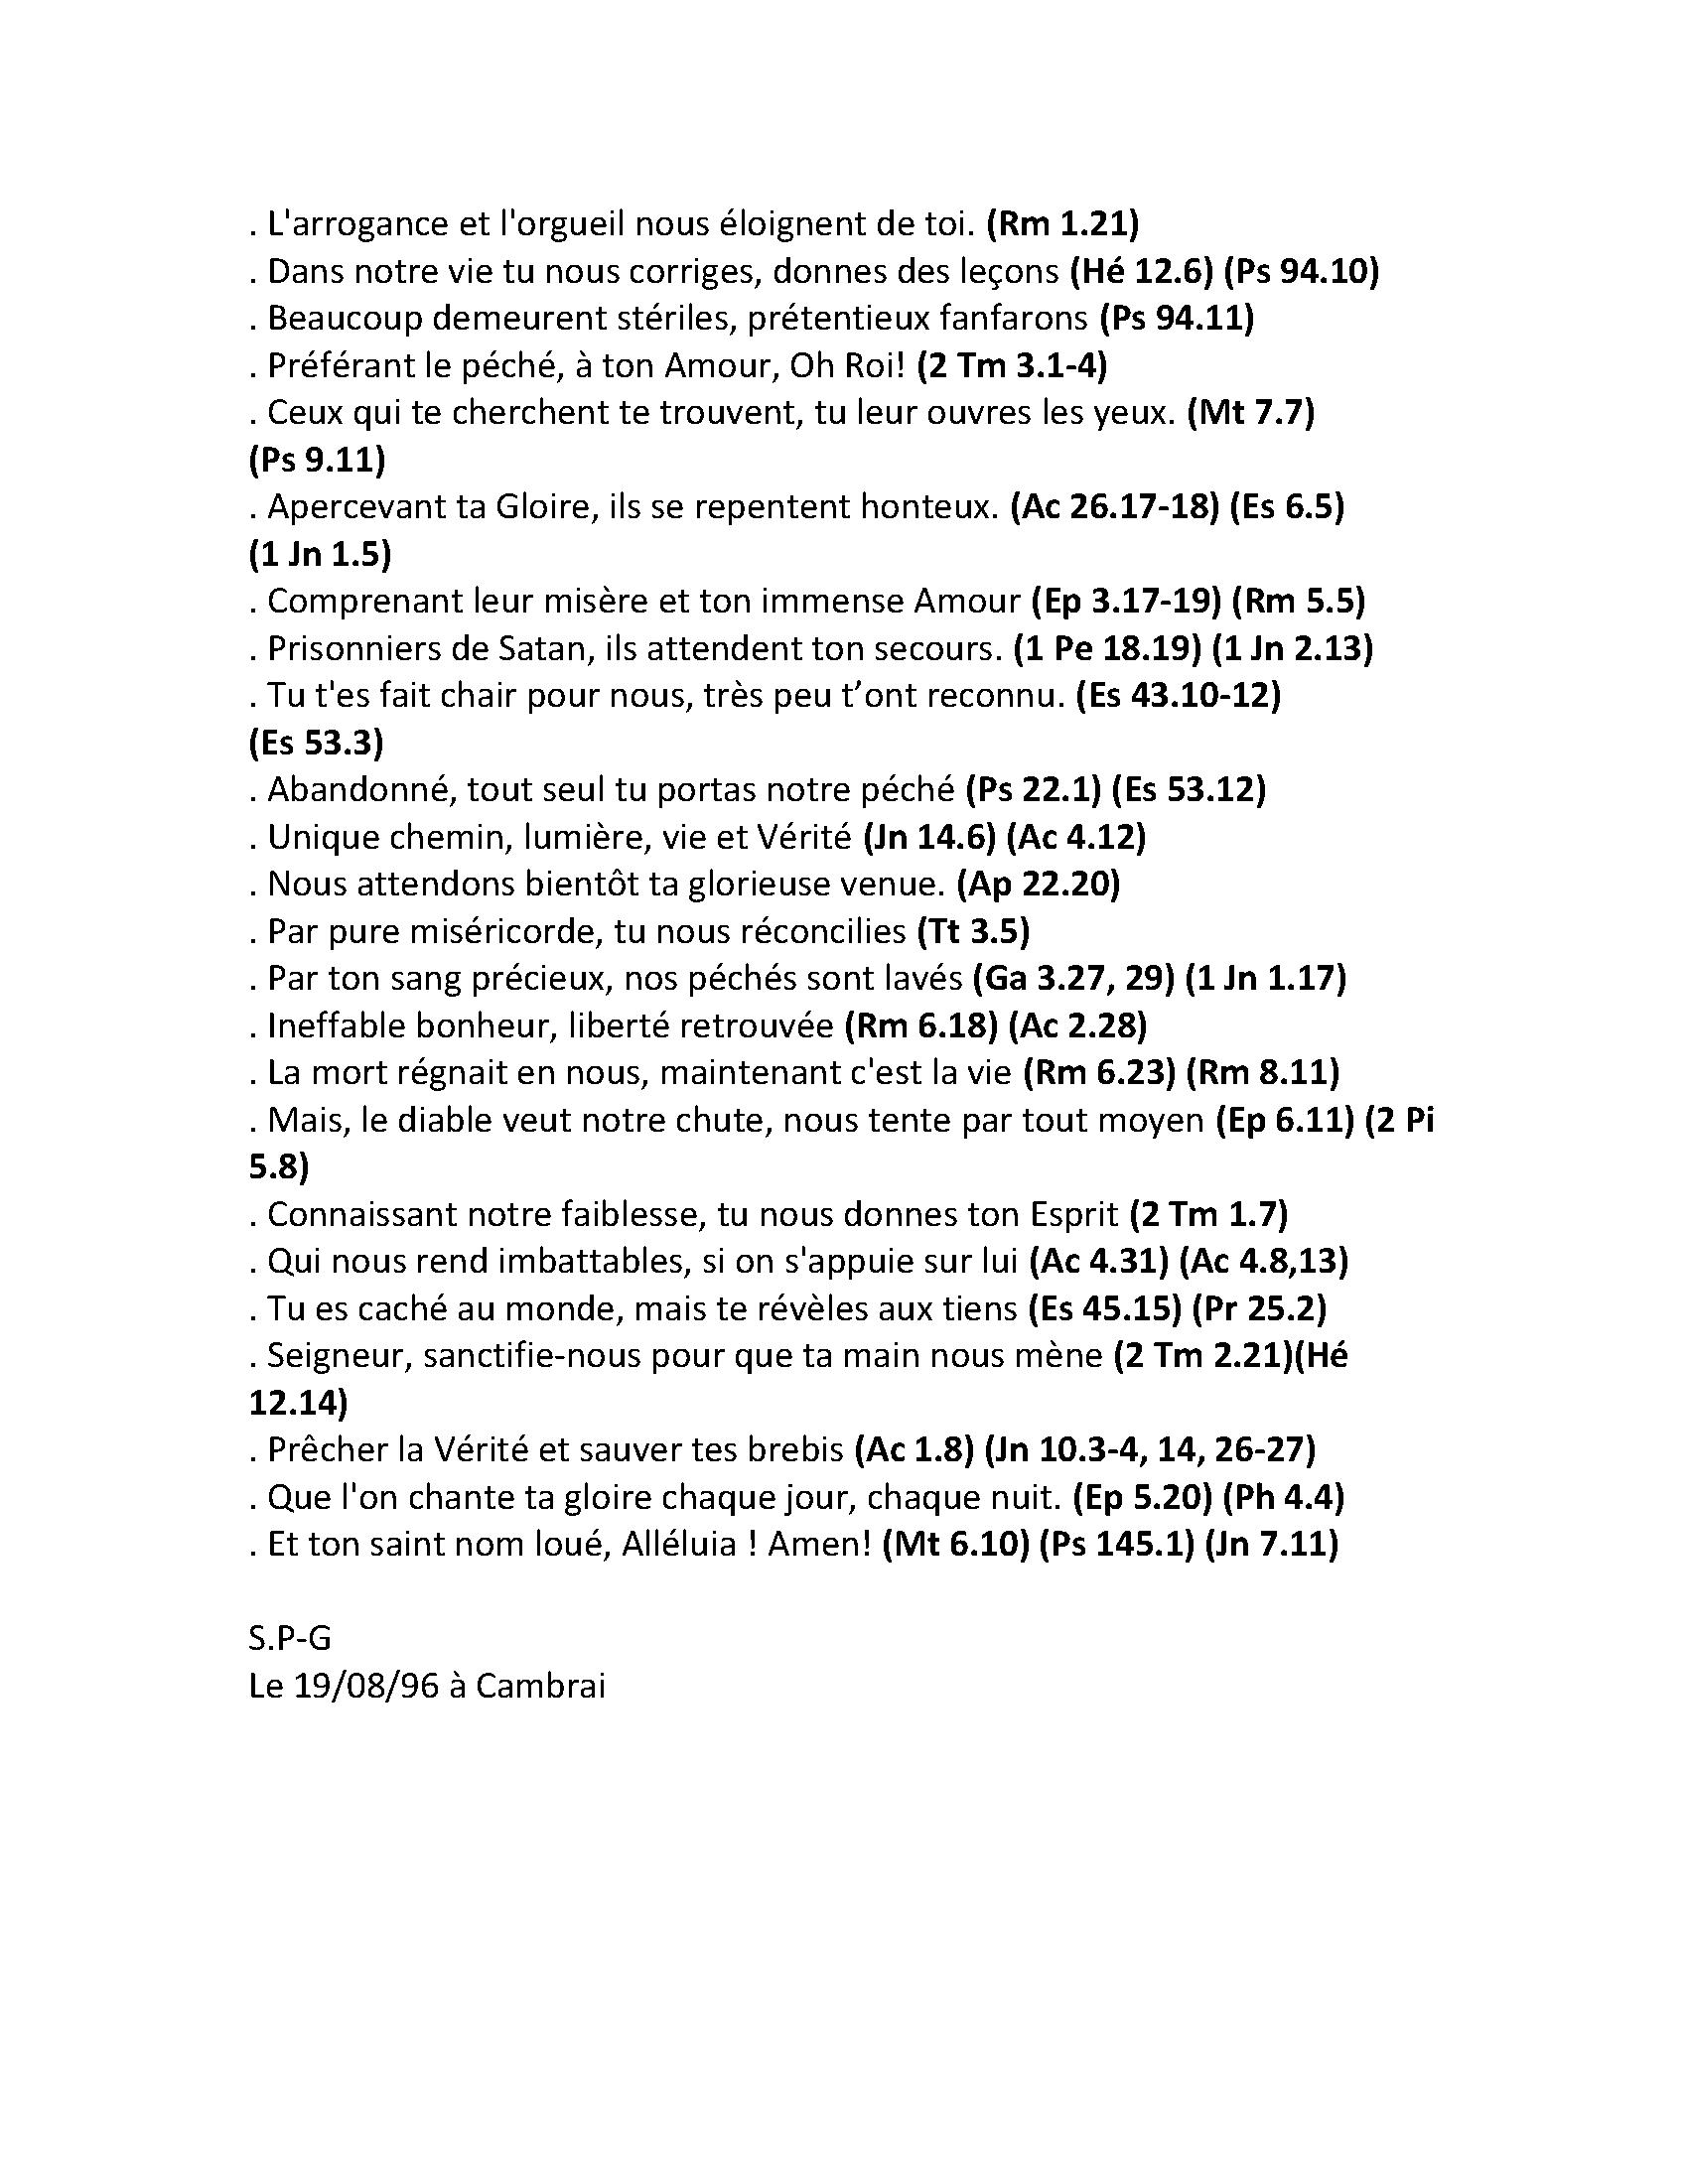 . L'arrogance et l'orgueil nous éloignent de toi. (Rm 1.21)
. Dans notre vie tu nous corriges, donnes des leçons (Hé 12.6) (Ps 94.10)
. Beaucoup demeurent stériles, prétentieux fanfarons (Ps 94.11)
. Préférant le péché, à ton Amour, Oh Roi! (2 Tm 3.1-4)
. Ceux qui te cherchent te trouvent, tu leur ouvres les yeux. (Mt 7.7)
(Ps 9.11)
. Apercevant ta Gloire, ils se repentent honteux. (Ac 26.17-18) (Es 6.5)
(1 Jn 1.5)
. Comprenant leur misère et ton immense Amour (Ep 3.17-19) (Rm 5.5)
. Prisonniers de Satan, ils attendent ton secours. (1 Pe 18.19) (1 Jn 2.13)
. Tu t'es fait chair pour nous, très peu t’ont reconnu. (Es 43.10-12)
(Es 53.3)
. Abandonné, tout seul tu portas notre péché (Ps 22.1) (Es 53.12)
. Unique chemin, lumière, vie et Vérité (Jn 14.6) (Ac 4.12)
. Nous attendons bientôt ta glorieuse venue. (Ap 22.20)
. Par pure miséricorde, tu nous réconcilies (Tt 3.5)
. Par ton sang précieux, nos péchés sont lavés (Ga 3.27, 29) (1 Jn 1.17)
. Ineffable bonheur, liberté retrouvée (Rm 6.18) (Ac 2.28)
. La mort régnait en nous, maintenant c'est la vie (Rm 6.23) (Rm 8.11)
. Mais, le diable veut notre chute, nous tente par tout moyen (Ep 6.11) (2 Pi
5.8)
. Connaissant notre faiblesse, tu nous donnes ton Esprit (2 Tm 1.7)
. Qui nous rend imbattables, si on s'appuie sur lui (Ac 4.31) (Ac 4.8,13)
. Tu es caché au monde, mais te révèles aux tiens (Es 45.15) (Pr 25.2)
. Seigneur, sanctifie-nous pour que ta main nous mène (2 Tm 2.21)(Hé
12.14)
. Prêcher la Vérité et sauver tes brebis (Ac 1.8) (Jn 10.3-4, 14, 26-27)
. Que l'on chante ta gloire chaque jour, chaque nuit. (Ep 5.20) (Ph 4.4)
. Et ton saint nom loué, Alléluia ! Amen! (Mt 6.10) (Ps 145.1) (Jn 7.11)
S.P-G
Le 19/08/96 à Cambrai